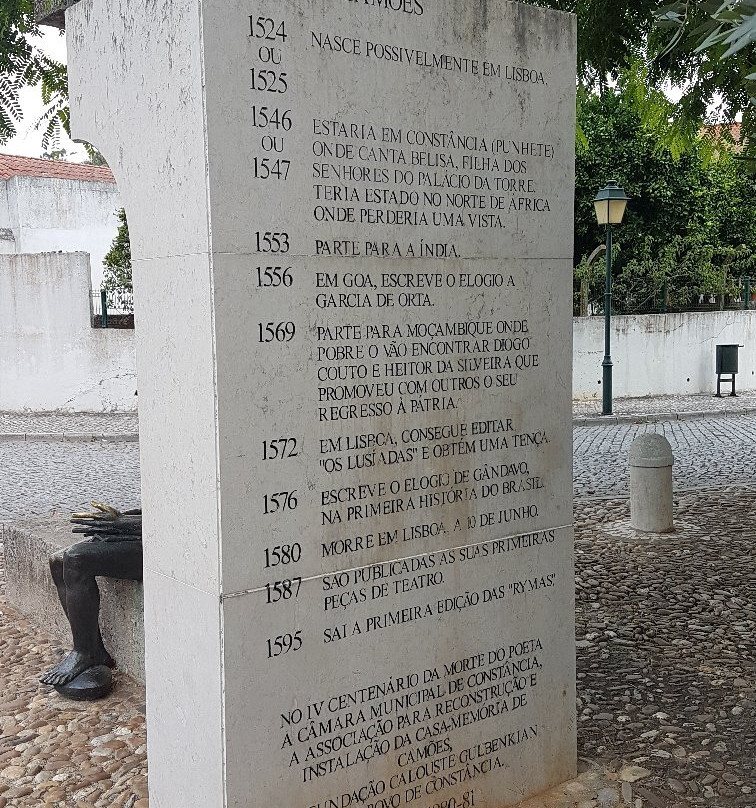 CAMÕES
1524 NASCE POSSIVELMENTE EM LISBOA.
OU
1525
1546 ESTARIA EM CONSTÂNCIA (PUNHETE)
OU ONDE CANTA BELISA, FILHA DOS
1547 SENHORES DO PALÁCIO DA TORRE.
TERIA ESTADO NO NORTE DE ÁFRICA
ONDE PERDERIA UMA VISTA.
1553 PARTE PARA A ÍNDIA.
1556 EM GOA, ESCREVE O ELOGIO A
GARCIA DE ORTA.
1569 PARTE PARA MOÇAMBIQUE ONDE
POBRE O VÃO ENCONTRAR DIOGO
COUTO E HEITOR DA SILVEIRA QUE
PROMOVEU COM OUTROS O SEU
REGRESSO À PÁTRIA.
1572 EM LISBOA, CONSEGUE EDITAR
"OS LUSÍADAS" E OBTÉM UMA TENÇA.
1576 ESCREVE O ELOGIO DE GÂNDAVO,
NA PRIMEIRA HISTÓRIA DO BRASIL.
1580 MORRE EM LISBOA. A 10 DE JUNHO.
1587 SÃO PUBLICADAS AS SUAS PRIMEIRAS
PEÇAS DE TEATRO.
1595 SAI A PRIMEIRA EDIÇÃO DAS "RYMAS"
NO IV CENTENÁRIO DA MORTE DO POETA
A CÂMARA MUNICIPAL DE CONSTÂNCIA,
A ASSOCIAÇÃO PARA RECONSTRUÇÃO E
INSTALAÇÃO DA CASA-MEMÓRIA DE
CAMÕES,
FUNDAÇÃO CALOUSTE GULBENKIAN
POVO DE CONSTÂNCIA.
1980-81